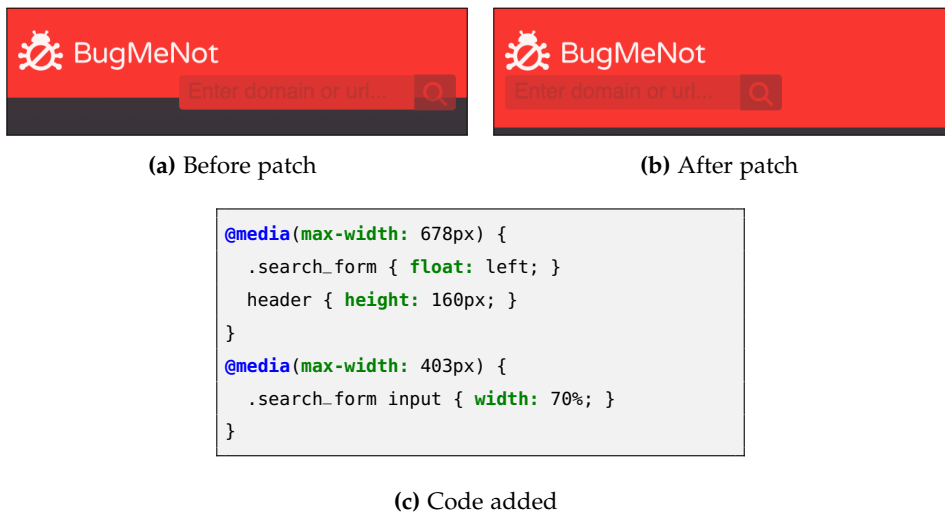 BugMeNot
Enter domain or url...
(a) Before patch
BugMeNot
Enter domain or url...
(b) After patch
@media(max-width: 678px) {
.search_form { float: left; }
header { height: 160px; }
}
@media(max-width: 403px) {
.search_form input { width: 70%; }
}
(c) Code added